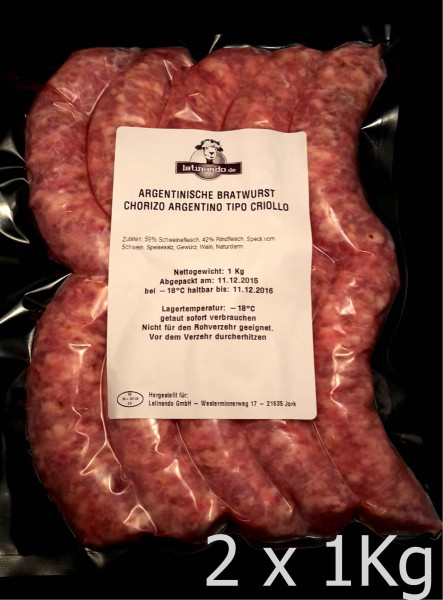 latinando.de
ARGENTINISCHE BRATWURST
CHORIZO ARGENTINO TIPO CRIOLLO
Zutaten: 59% Schweinefleisch, 42% Rindfleisch, Speck vom
Schwein, Speisesalz, Gewürz, Wein, Naturdarm.
Nettogewicht: 1 Kg
Abgepackt am: 11.12.2015
bei -18°C haltbar bis: 11.12.2016
Lagertemperatur: -18°C
getaut sofort verbrauchen
Nicht für den Rohverzehr geeignet.
Vor dem Verzehr durcherhitzen
Hergestellt für:
Latinando GmbH - Westerminnerweg 17 - 21635 Jork
2 x 1Kg